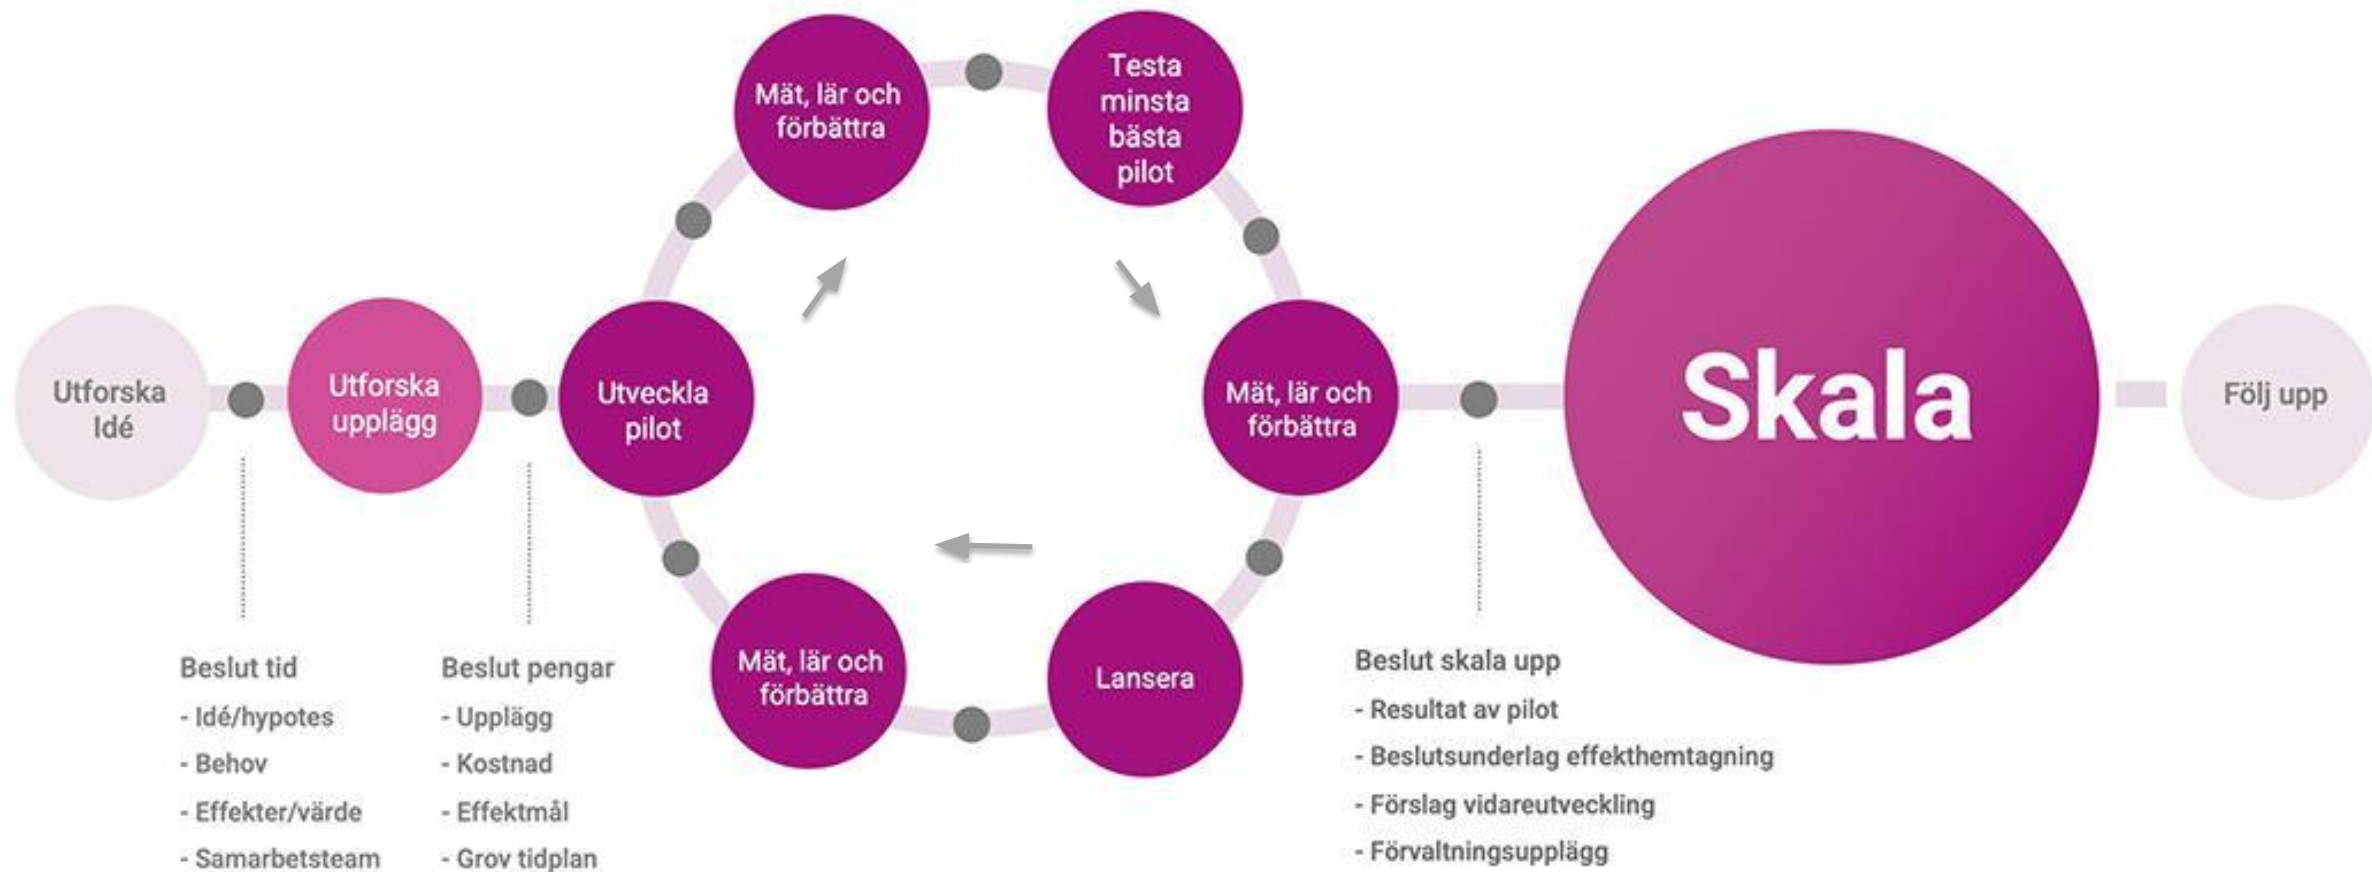 Utforska
Idé
Utforska
upplägg
Utveckla
pilot
Mät, lär och
förbättra
Testa
minsta
bästa
pilot
Mät, lär och
förbättra
Lansera
Mät, lär och
förbättra
Skala
Följ upp
Beslut tid
- Idé/hypotes
- Behov
- Effekter/värde
- Samarbetsteam
Beslut pengar
- Upplägg
- Kostnad
- Effektmål
- Grov tidplan
Beslut skala upp
- Resultat av pilot
- Beslutsunderlag effekthemtagning
- Förslag vidareutveckling
- Förvaltningsupplägg